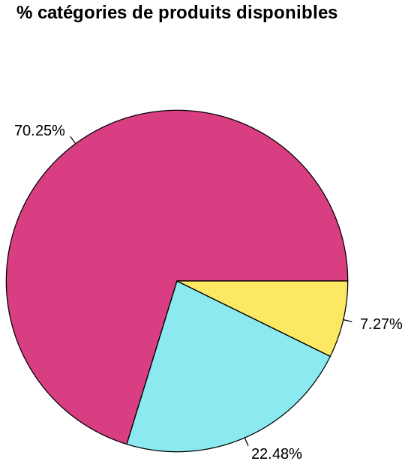 % catégories de produits disponibles
70.25%
7.27%
22.48%